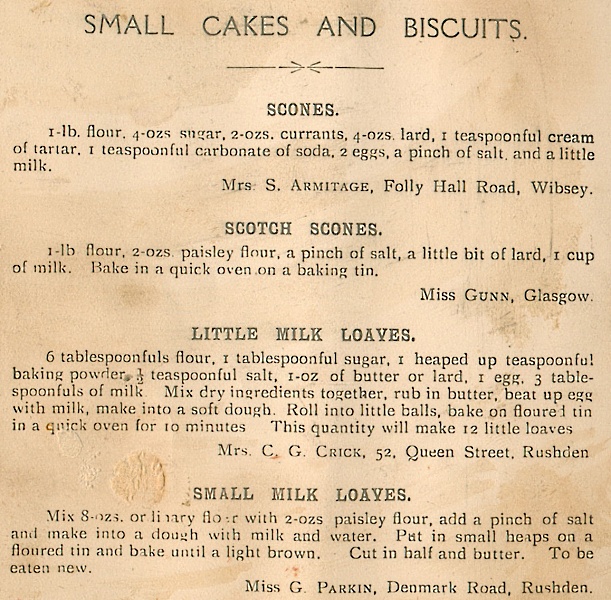 SMALL CAKES AND BISCUITS.
SCONES.
1-lb. flour, 4-ozs sugar, 2-ozs. currants, 4-ozs. lard, 1 teaspoonful cream
of tartar, 1 teaspoonful carbonate of soda, 2 eggs, a pinch of salt, and a little
milk.
Mrs. S. ARMITAGE, Folly Hall Road, Wibsey.
SCOTCH SCONES.
1-lb flour, 2-ozs. paisley flour, a pinch of salt, a little bit of lard, 1 cup
of milk. Bake in a quick oven on a baking tin.
Miss GUNN, Glasgow.
LITTLE MILK LOAVES.
6 tablespoonfuls flour, 1 tablespoonful sugar, 1 heaped up teaspoonful
baking powder, ½ teaspoonful salt, 1-oz of butter or lard, 1 egg, 3 table-
spoonfuls of milk Mix dry ingredients together, rub in butter, beat up egg
with milk, make into a soft dough. Roll into little balls, bake on floured tin
in a quick oven for 10 minutes This quantity will make 12 little loaves
Mrs. C. G. CRICK, 52, Queen Street, Rushden
SMALL MILK LOAVES.
Mix 8-ozs. ordinary flour with 2-ozs paisley flour, add a pinch of salt
and make into a dough with milk and water. Put in small heaps on a
floured tin and bake until a light brown. Cut in half and butter. To be
eaten new.
Miss G. PARKIN, Denmark Road, Rushden.